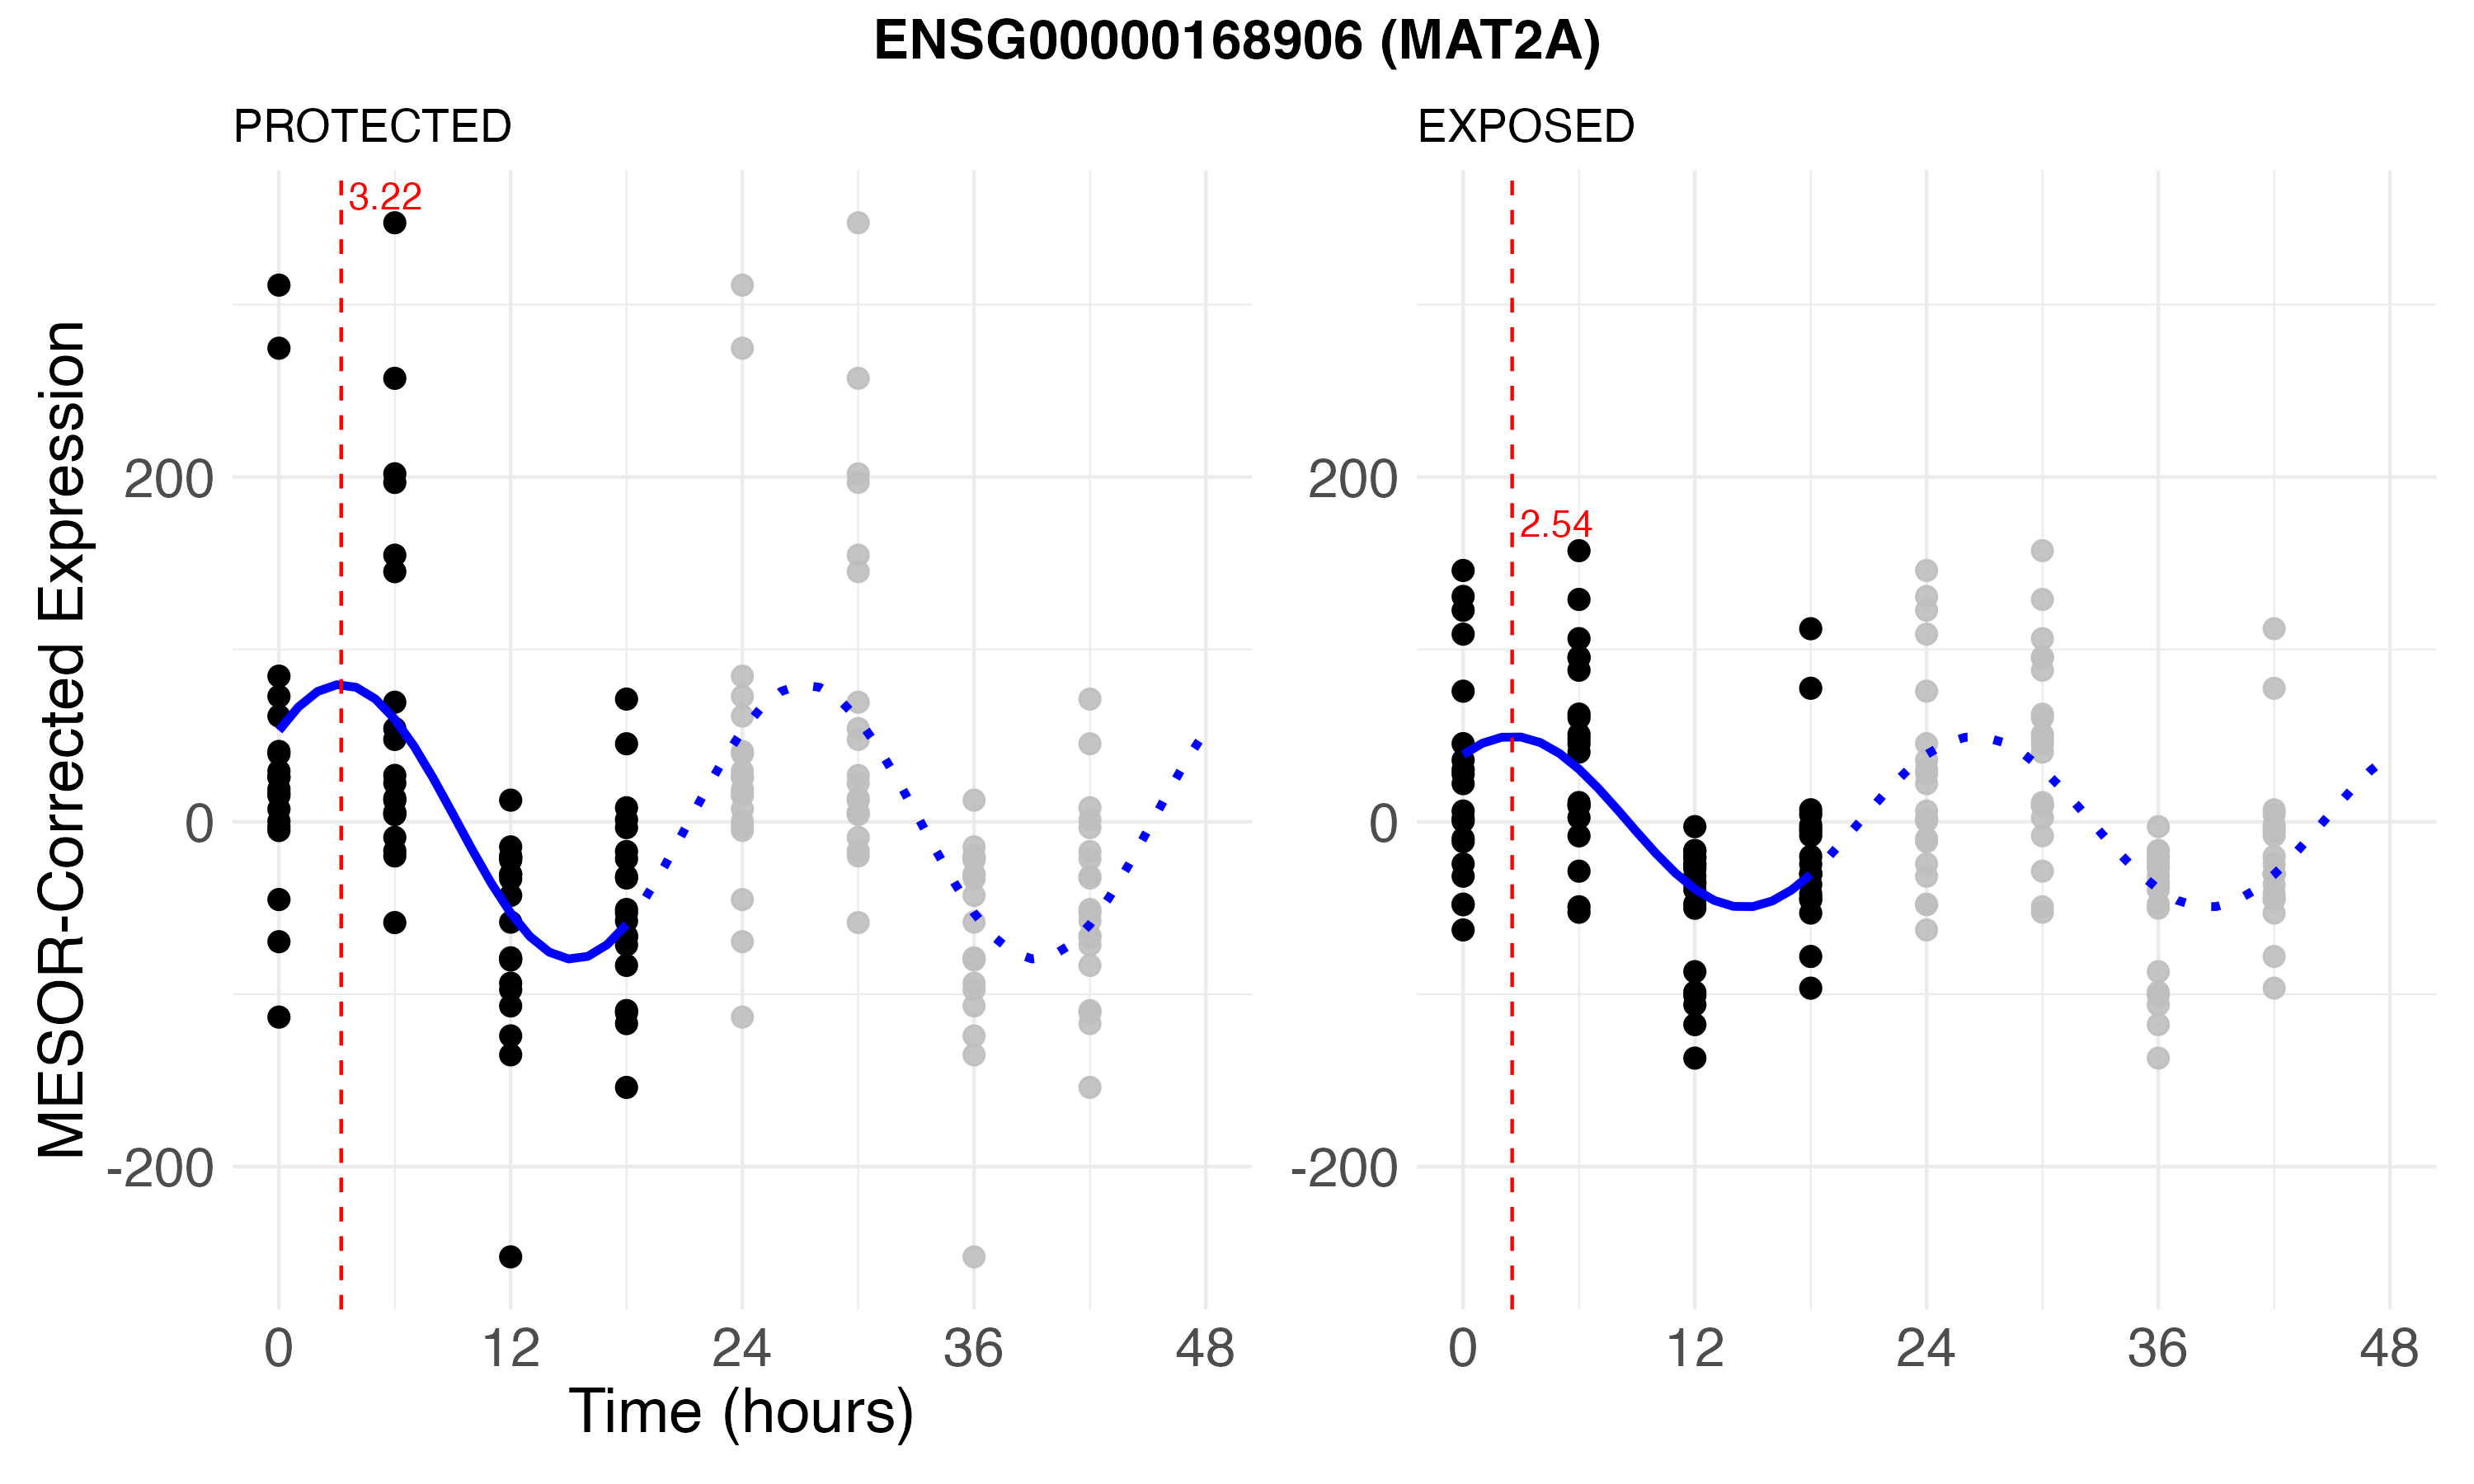 ENSG00000168906 (MAT2A)
PROTECTED
EXPOSED
3.22
2.54
MESOR-Corrected Expression
200
0
-200
200
0
-200
0 12 24 36 48
0 12 24 36 48
Time (hours)